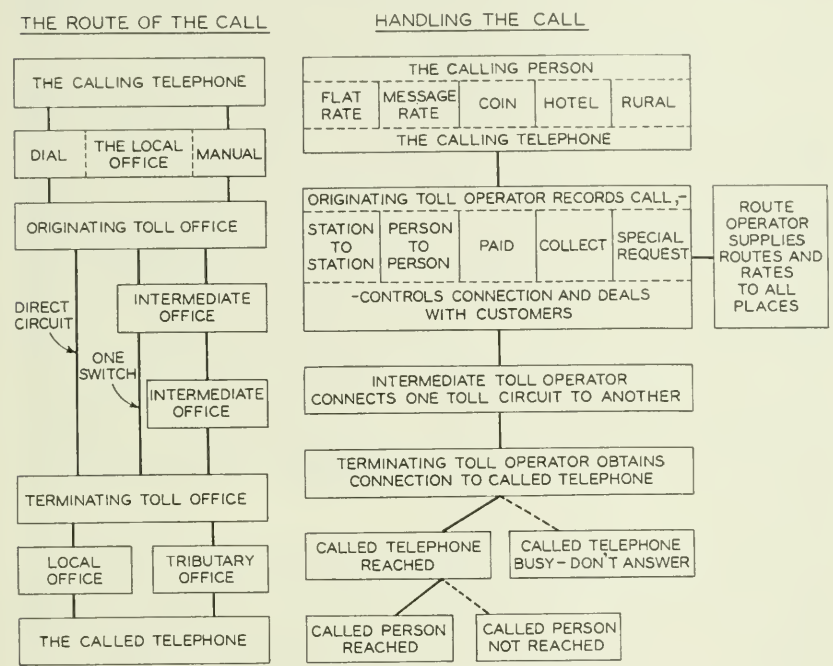 THE ROUTE OF THE CALL
THE CALLING TELEPHONE
DIAL
THE LOCAL
OFFICE
MANUAL
ORIGINATING TOLL OFFICE
INTERMEDIATE
OFFICE
DIRECT
CIRCUIT
ONE
SWITCH
INTERMEDIATE
OFFICE
TERMINATING TOLL OFFICE
LOCAL
OFFICE
TRIBUTARY
OFFICE
THE CALLED TELEPHONE
HANDLING THE CALL
THE CALLING PERSON
FLAT
RATE
MESSAGE
RATE
COIN
HOTEL
RURAL
THE CALLING TELEPHONE
ORIGINATING TOLL OPERATOR RECORDS CALL,-
STATION
TO
STATION
PERSON
TO
PERSON
PAID
COLLECT
SPECIAL
REQUEST
-CONTROLS CONNECTION AND DEALS
WITH CUSTOMERS
ROUTE
OPERATOR
SUPPLIES
ROUTES AND
RATES
TO ALL
PLACES
INTERMEDIATE TOLL OPERATOR
CONNECTS ONE TOLL CIRCUIT TO ANOTHER
TERMINATING TOLL OPERATOR OBTAINS
CONNECTION TO CALLED TELEPHONE
CALLED TELEPHONE
REACHED
CALLED TELEPHONE
BUSY-DON'T ANSWER
CALLED PERSON
REACHED
CALLED PERSON
NOT REACHED